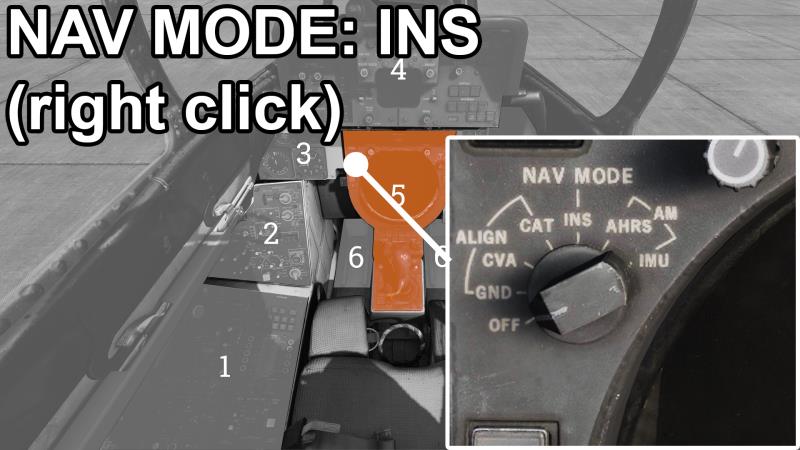 NAV MODE: INS
(right click)
4
3
5
2
6
6
1
NAV MODE
CAT INS AHRS AM
ALIGN
CVA IMU
GND
OFF